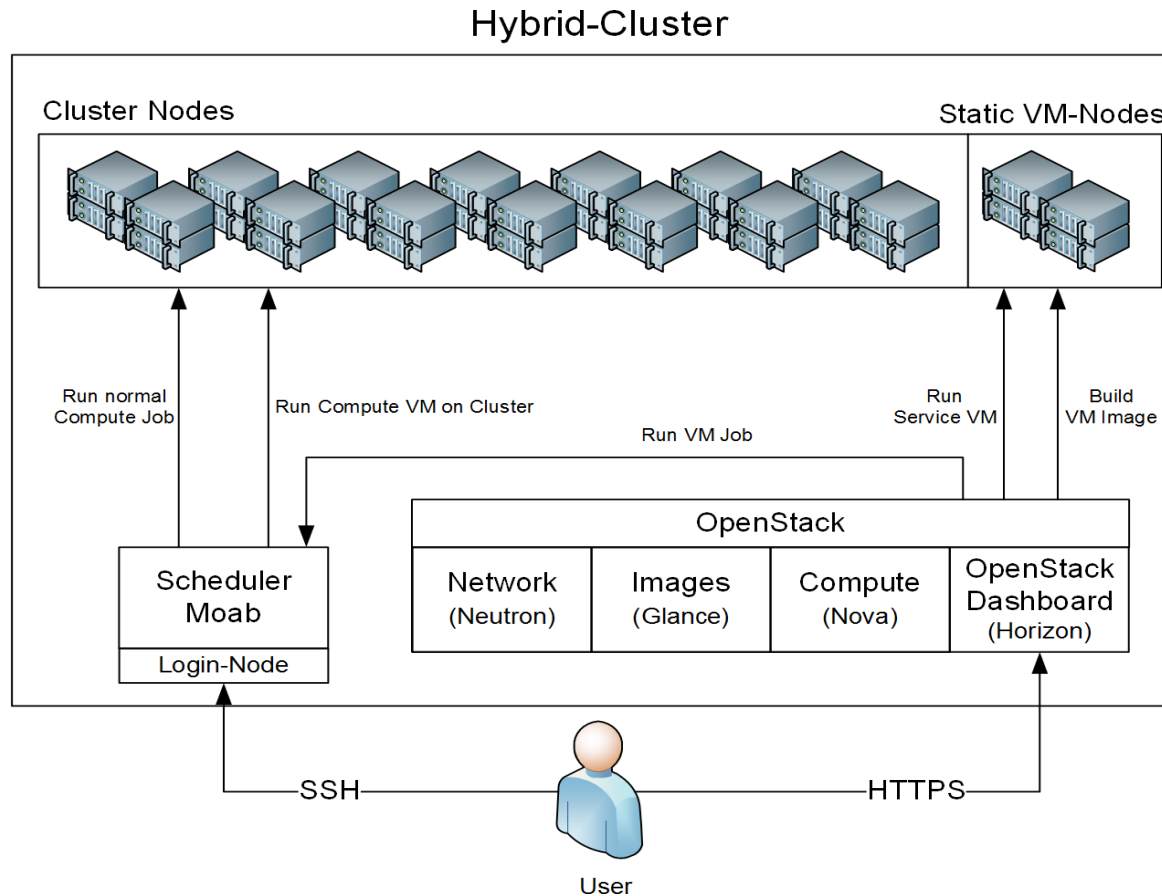 Hybrid-Cluster
Cluster Nodes
Static VM-Nodes
Run normal
Compute Job
Run Compute VM on Cluster
Run VM Job
Run
Service VM
Build
VM Image
OpenStack
Scheduler
Moab
Login-Node
Network
(Neutron)
Images
(Glance)
Compute
(Nova)
OpenStack
Dashboard
(Horizon)
SSH
HTTPS
User